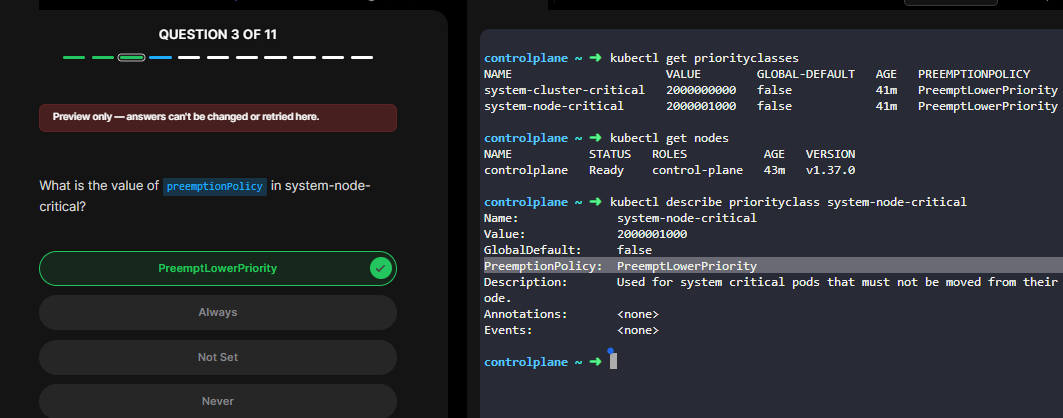 QUESTION 3 OF 11
Preview only — answers can't be changed or retried here.
What is the value of preemptionPolicy in system-node-
critical?
PreemptLowerPriority
Always
Not Set
Never
controlplane ~ ➜ kubectl get priorityclasses
NAME VALUE GLOBAL-DEFAULT AGE PREEMPTIONPOLICY
system-cluster-critical 2000000000 false 41m PreemptLowerPriority
system-node-critical 2000001000 false 41m PreemptLowerPriority
controlplane ~ ➜ kubectl get nodes
NAME STATUS ROLES AGE VERSION
controlplane Ready control-plane 43m v1.37.0
controlplane ~ ➜ kubectl describe priorityclass system-node-critical
Name: system-node-critical
Value: 2000001000
GlobalDefault: false
PreemptionPolicy: PreemptLowerPriority
Description: Used for system critical pods that must not be moved from their
ode.
Annotations: <none>
Events: <none>
controlplane ~ ➜